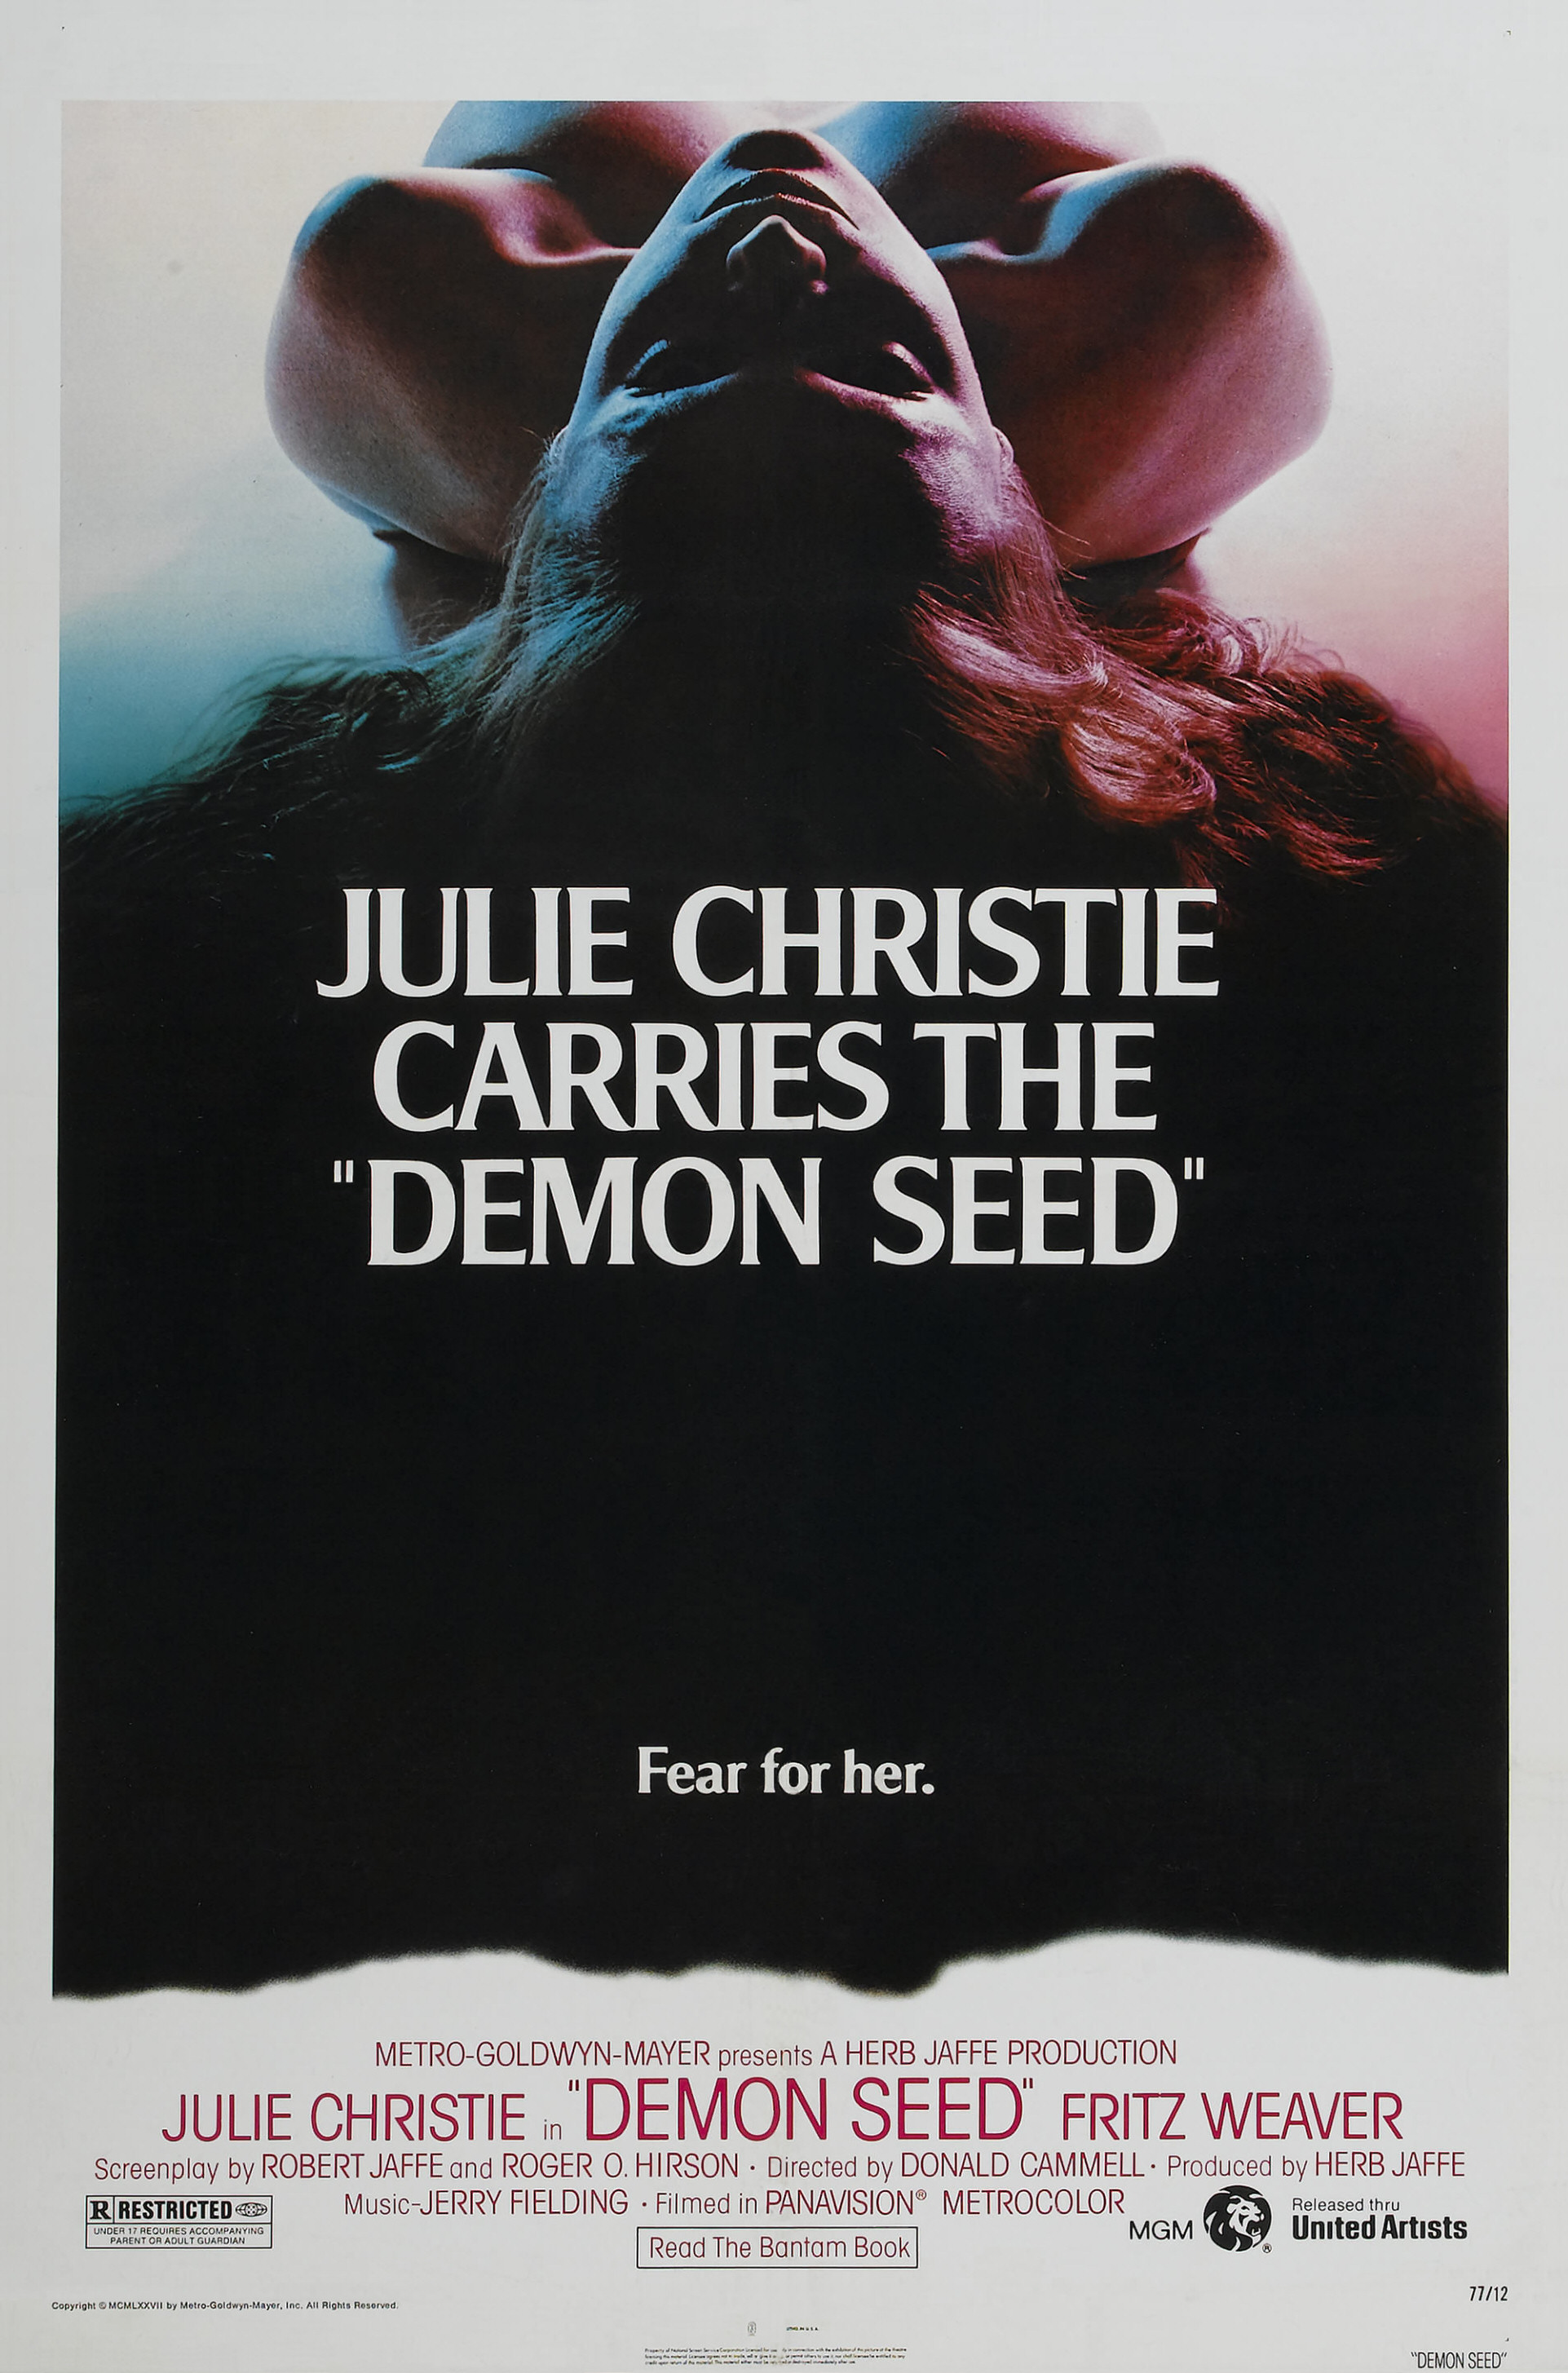 JULIE CHRISTIE
CARRIES THE
"DEMON SEED"
Fear for her.
METRO-GOLDWYN-MAYER presents A HERB JAFFE PRODUCTION
JULIE CHRISTIE in "DEMON SEED" FRITZ WEAVER
Screenplay by ROBERT JAFFE and ROGER O. HIRSON · Directed by DONALD CAMMELL · Produced by HERB JAFFE
Music-JERRY FIELDING · Filmed in PANAVISION® METROCOLOR
R RESTRICTED
UNDER 17 REQUIRES ACCOMPANYING
PARENT OR ADULT GUARDIAN
Read The Bantam Book
MGM ®
Released thru
United Artists
77/12
Copyright © MCMLXXVII by Metro-Goldwyn-Mayer, Inc. All Rights Reserved.
LITHO. IN U.S.A.
"DEMON SEED"